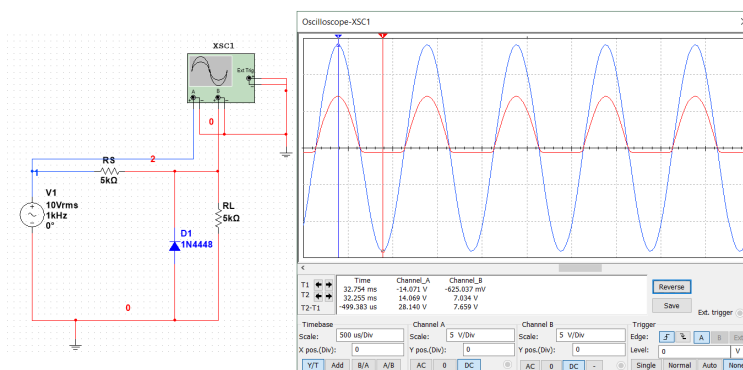 Oscilloscope-XSC1
XSC1
Ext Trig
A
B
0
RS
2
1
5kΩ
V1
10Vrms
1kHz
0°
RL
5kΩ
D1
1N4448
0
Time Channel_A Channel_B
T1 32.754 ms -14.071 V -625.037 mV
T2 32.255 ms 14.069 V 7.034 V
T2-T1 -499.383 us 28.140 V 7.659 V
Reverse
Save
Ext. trigger
Timebase
Scale: 500 us/Div
X pos.(Div): 0
Y/T Add B/A A/B
Channel A
Scale: 5 V/Div
Y pos.(Div): 0
AC 0 DC
Channel B
Scale: 5 V/Div
Y pos.(Div): 0
AC 0 DC -
Trigger
Edge: A B Ext
Level: 0 V
Single Normal Auto None